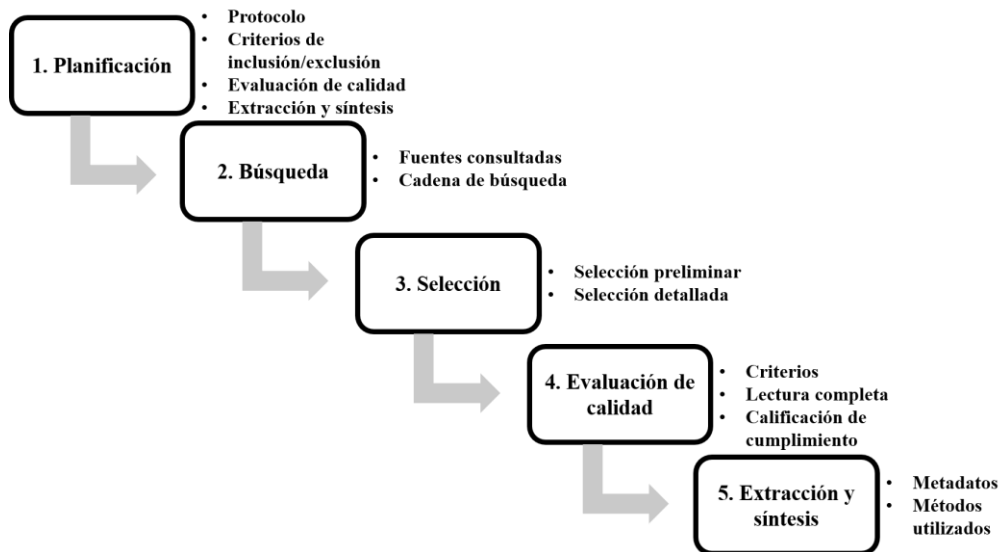 1. Planificación
• Protocolo
• Criterios de
inclusión/exclusión
• Evaluación de calidad
• Extracción y síntesis
2. Búsqueda
• Fuentes consultadas
• Cadena de búsqueda
3. Selección
• Selección preliminar
• Selección detallada
4. Evaluación de
calidad
• Criterios
• Lectura completa
• Calificación de
cumplimiento
5. Extracción y
síntesis
• Metadatos
• Métodos
utilizados